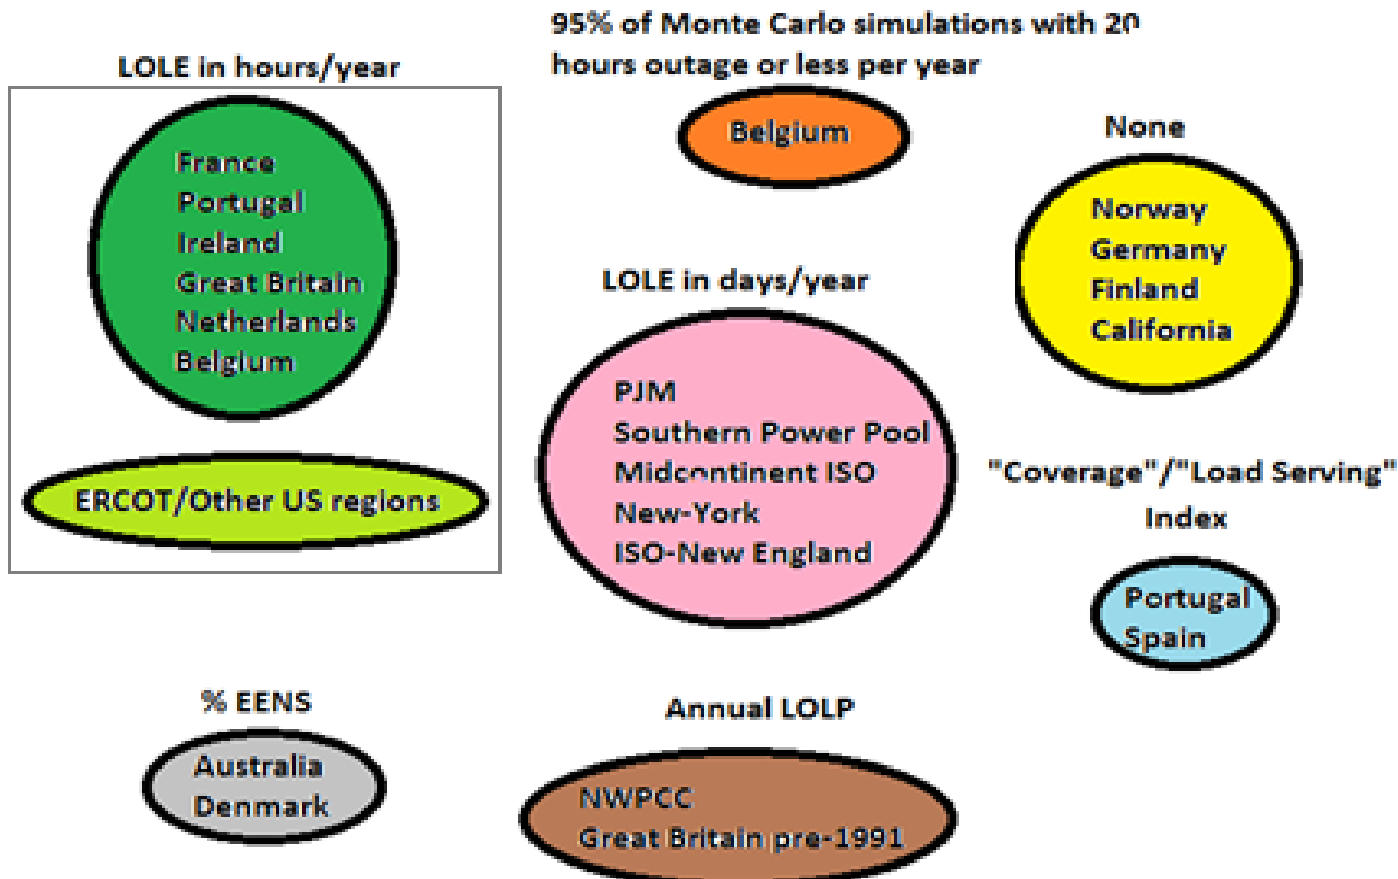 LOLE in hours/year
France
Portugal
Ireland
Great Britain
Netherlands
Belgium
ERCOT/Other US regions
95% of Monte Carlo simulations with 20
hours outage or less per year
Belgium
None
Norway
Germany
Finland
California
LOLE in days/year
PJM
Southern Power Pool
Midcontinent ISO
New-York
ISO-New England
"Coverage"/"Load Serving"
Index
Portugal
Spain
% EENS
Australia
Denmark
Annual LOLP
NWPCC
Great Britain pre-1991